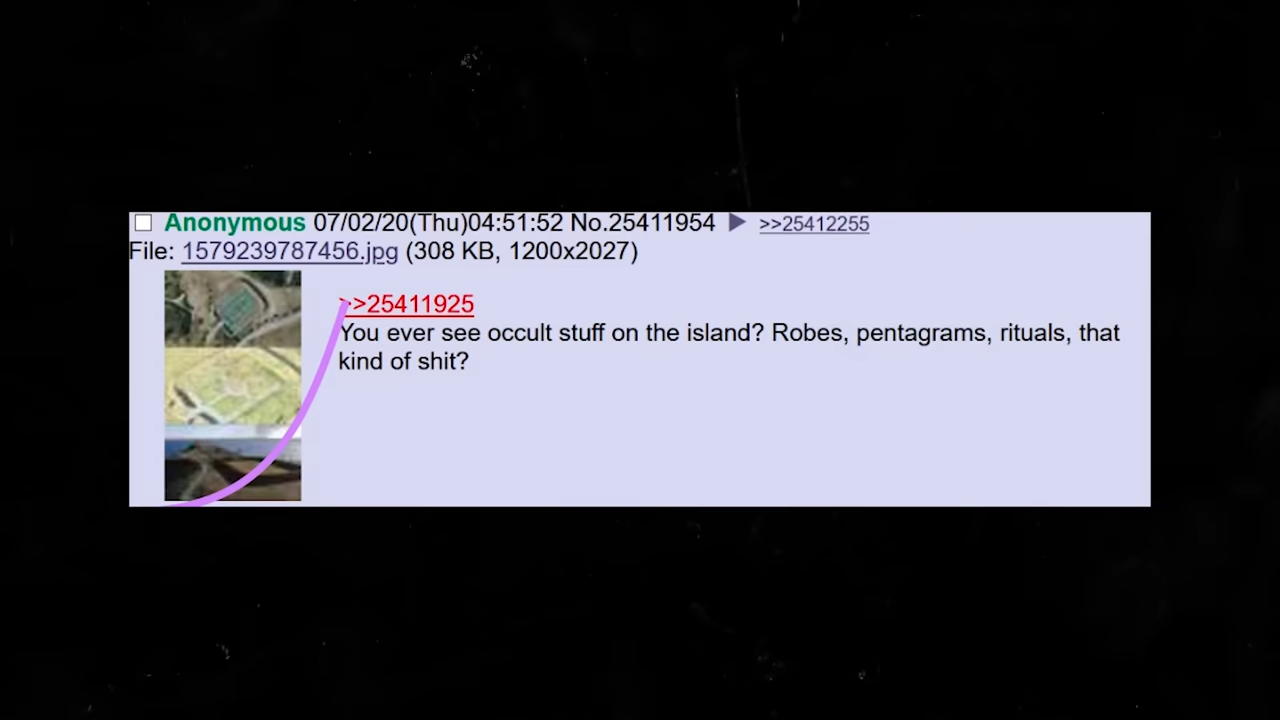 Anonymous 07/02/20(Thu)04:51:52 No.25411954 ▶ >>25412255
File: 1579239787456.jpg (308 KB, 1200x2027)
>>25411925
You ever see occult stuff on the island? Robes, pentagrams, rituals, that
kind of shit?